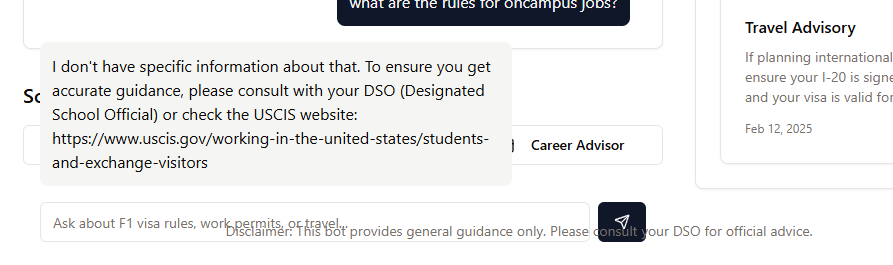 what are the rules for oncampus jobs?
I don't have specific information about that. To ensure you get
accurate guidance, please consult with your DSO (Designated
School Official) or check the USCIS website:
https://www.uscis.gov/working-in-the-united-states/students-
and-exchange-visitors
Career Advisor
Ask about F1 visa rules, work permits, or travel...
Disclaimer: This bot provides general guidance only. Please consult your DSO for official advice.
Travel Advisory
If planning international
ensure your I-20 is signe
and your visa is valid for
Feb 12, 2025